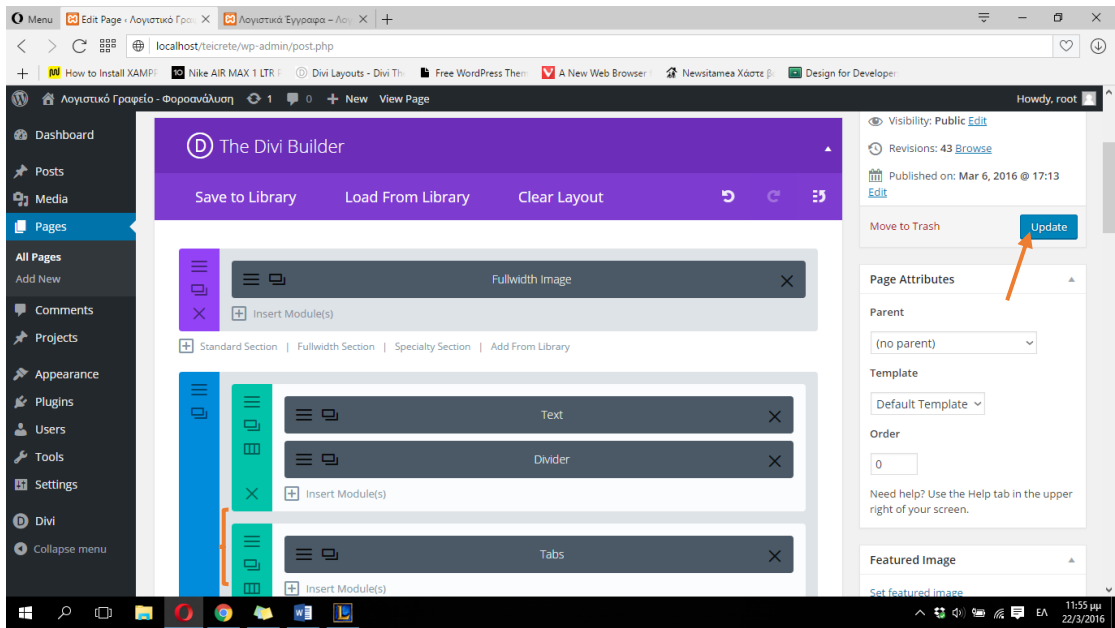 Menu
Edit Page ‹ Λογιστικό Γρα
Λογιστικά Έγγραφα – Λογ
localhost/teicrete/wp-admin/post.php
How to Install XAMPP
Nike AIR MAX 1 LTR
Divi Layouts - Divi Th
Free WordPress Them
A New Web Browser
Newsitamea Χάστε βο
Design for Developer
Λογιστικό Γραφείο - Φοροανάλυση 1 0 + New View Page
Howdy, root
Dashboard
Posts
Media
Pages
All Pages
Add New
Comments
Projects
Appearance
Plugins
Users
Tools
Settings
Divi
Collapse menu
The Divi Builder
Save to Library Load From Library Clear Layout
Fullwidth Image
Insert Module(s)
Standard Section | Fullwidth Section | Specialty Section | Add From Library
Text
Divider
Insert Module(s)
Tabs
Insert Module(s)
Visibility: Public Edit
Revisions: 43 Browse
Published on: Mar 6, 2016 @ 17:13
Edit
Move to Trash
Update
Page Attributes
Parent
(no parent)
Template
Default Template
Order
0
Need help? Use the Help tab in the upper
right of your screen.
Featured Image
Set featured image
ΕΛ
11:55 μμ
22/3/2016